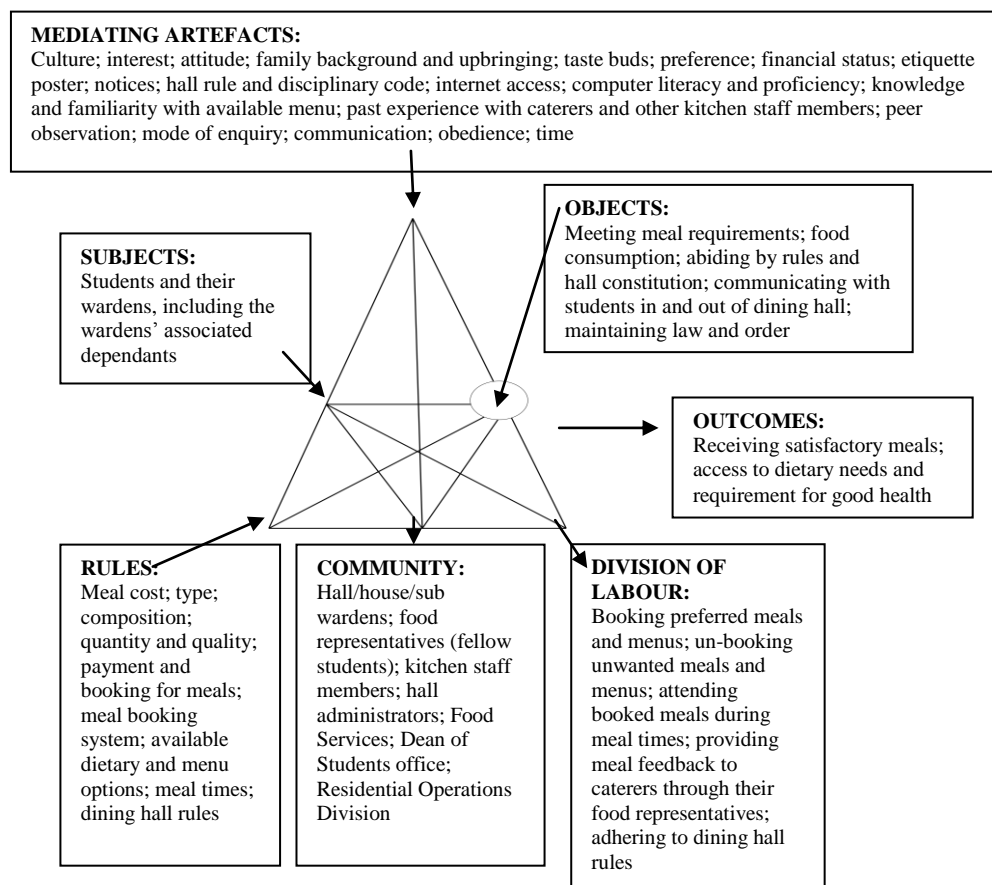 MEDIATING ARTEFACTS:
Culture; interest; attitude; family background and upbringing; taste buds; preference; financial status; etiquette
poster; notices; hall rule and disciplinary code; internet access; computer literacy and proficiency; knowledge
and familiarity with available menu; past experience with caterers and other kitchen staff members; peer
observation; mode of enquiry; communication; obedience; time
SUBJECTS:
Students and their
wardens, including the
wardens’ associated
dependants
OBJECTS:
Meeting meal requirements; food
consumption; abiding by rules and
hall constitution; communicating with
students in and out of dining hall;
maintaining law and order
OUTCOMES:
Receiving satisfactory meals;
access to dietary needs and
requirement for good health
RULES:
Meal cost; type;
composition;
quantity and quality;
payment and
booking for meals;
meal booking
system; available
dietary and menu
options; meal times;
dining hall rules
COMMUNITY:
Hall/house/sub
wardens; food
representatives (fellow
students); kitchen staff
members; hall
administrators; Food
Services; Dean of
Students office;
Residential Operations
Division
DIVISION OF
LABOUR:
Booking preferred meals
and menus; un-booking
unwanted meals and
menus; attending
booked meals during
meal times; providing
meal feedback to
caterers through their
food representatives;
adhering to dining hall
rules